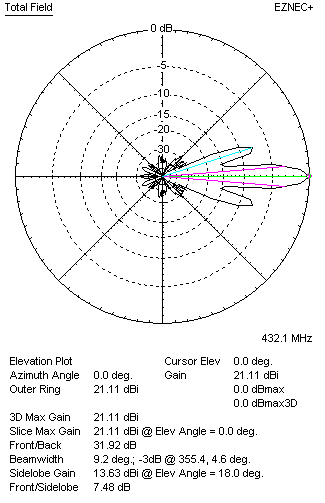 Total Field
EZNEC+
0 dB
-5
-10
-15
-20
-30
432.1 MHz
Elevation Plot Cursor Elev 0.0 deg.
Azimuth Angle 0.0 deg. Gain 21.11 dBi
Outer Ring 21.11 dBi 0.0 dBmax
0.0 dBmax3D
3D Max Gain 21.11 dBi
Slice Max Gain 21.11 dBi @ Elev Angle = 0.0 deg.
Front/Back 31.92 dB
Beamwidth 9.2 deg.; -3dB @ 355.4, 4.6 deg.
Sidelobe Gain 13.63 dBi @ Elev Angle = 18.0 deg.
Front/Sidelobe 7.48 dB